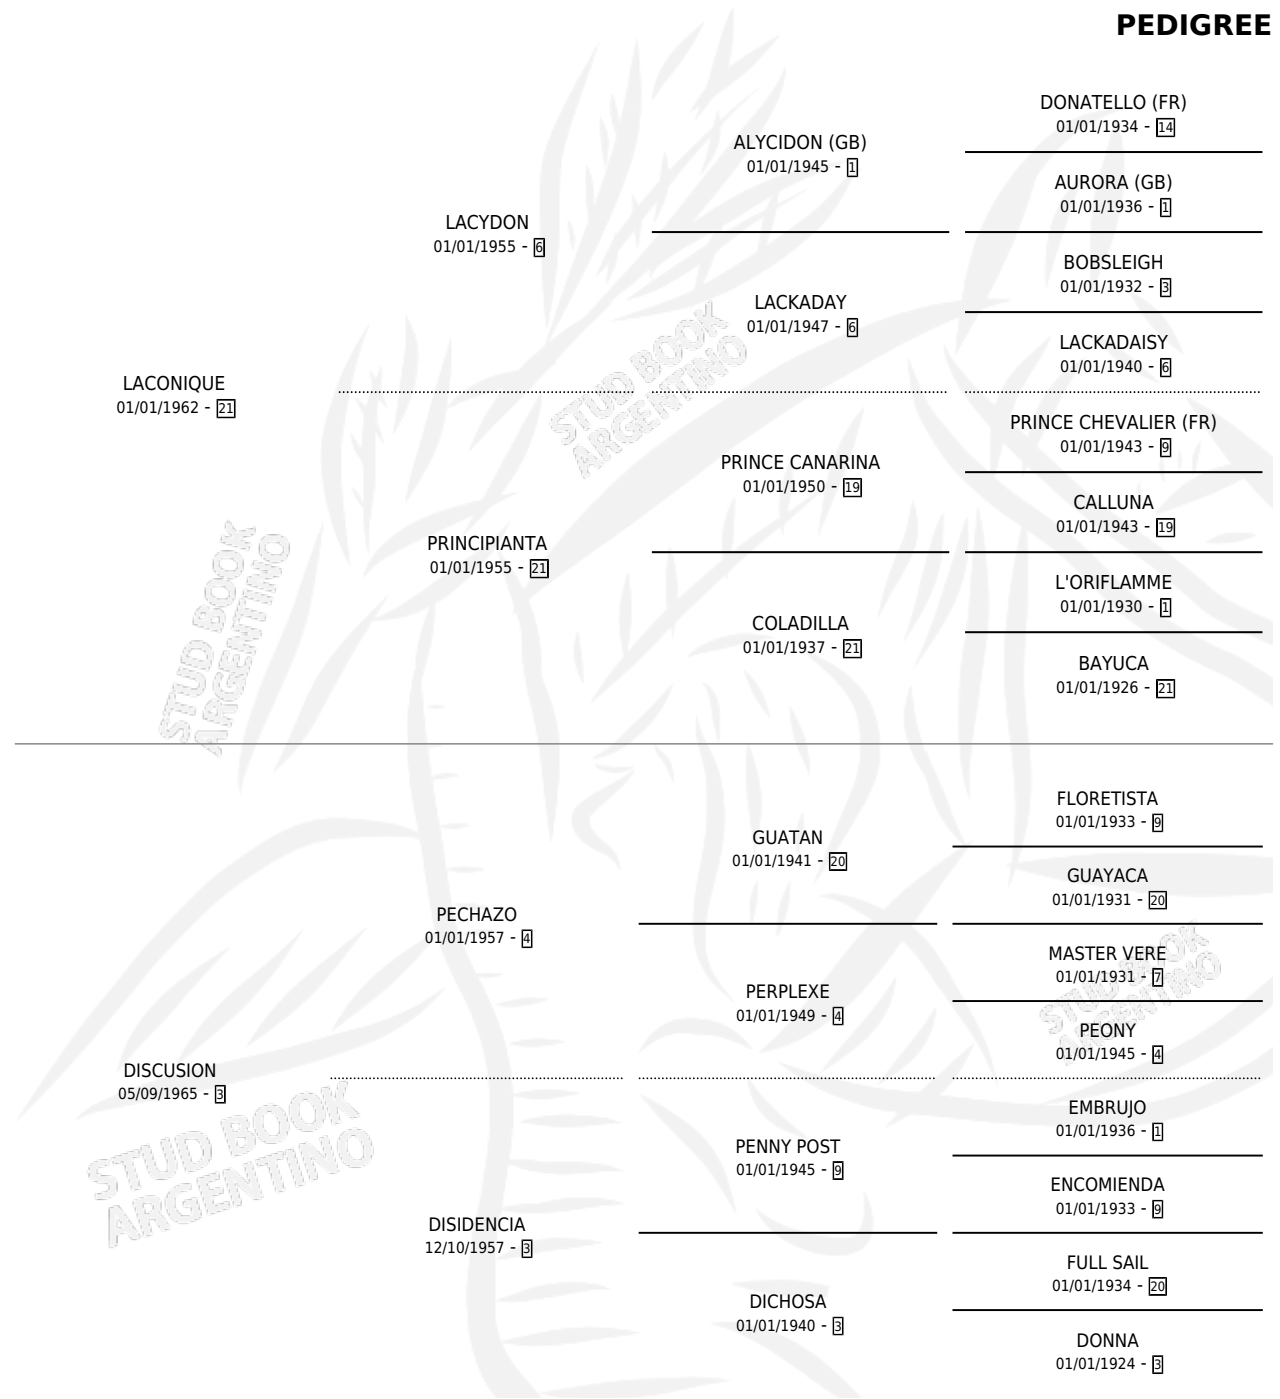 PEDIGREE
DONATELLO (FR)
01/01/1934 - 14
ALYCIDON (GB)
01/01/1945 - 1
AURORA (GB)
01/01/1936 - 1
LACYDON
01/01/1955 - 6
BOBSLEIGH
01/01/1932 - 3
LACKADAY
01/01/1947 - 6
LACKADAISY
01/01/1940 - 6
LACONIQUE
01/01/1962 - 21
PRINCE CHEVALIER (FR)
01/01/1943 - 9
PRINCE CANARINA
01/01/1950 - 19
CALLUNA
01/01/1943 - 19
PRINCIPIANTA
01/01/1955 - 21
L'ORIFLAMME
01/01/1930 - 1
COLADILLA
01/01/1937 - 21
BAYUCA
01/01/1926 - 21
FLORETISTA
01/01/1933 - 9
GUATAN
01/01/1941 - 20
GUAYACA
01/01/1931 - 20
PECHAZO
01/01/1957 - 4
MASTER VERE
01/01/1931 - 7
PERPLEXE
01/01/1949 - 4
PEONY
01/01/1945 - 4
DISCUSION
05/09/1965 - 3
EMBRUJO
01/01/1936 - 1
PENNY POST
01/01/1945 - 9
ENCOMIENDA
01/01/1933 - 9
DISIDENCIA
12/10/1957 - 3
FULL SAIL
01/01/1934 - 20
DICHOSA
01/01/1940 - 3
DONNA
01/01/1924 - 3
STUD BOOK
ARGENTINO
STUD BOOK
ARGENTINO
STUD BOOK
ARGENTINO
STUD BOOK
ARGENTINO